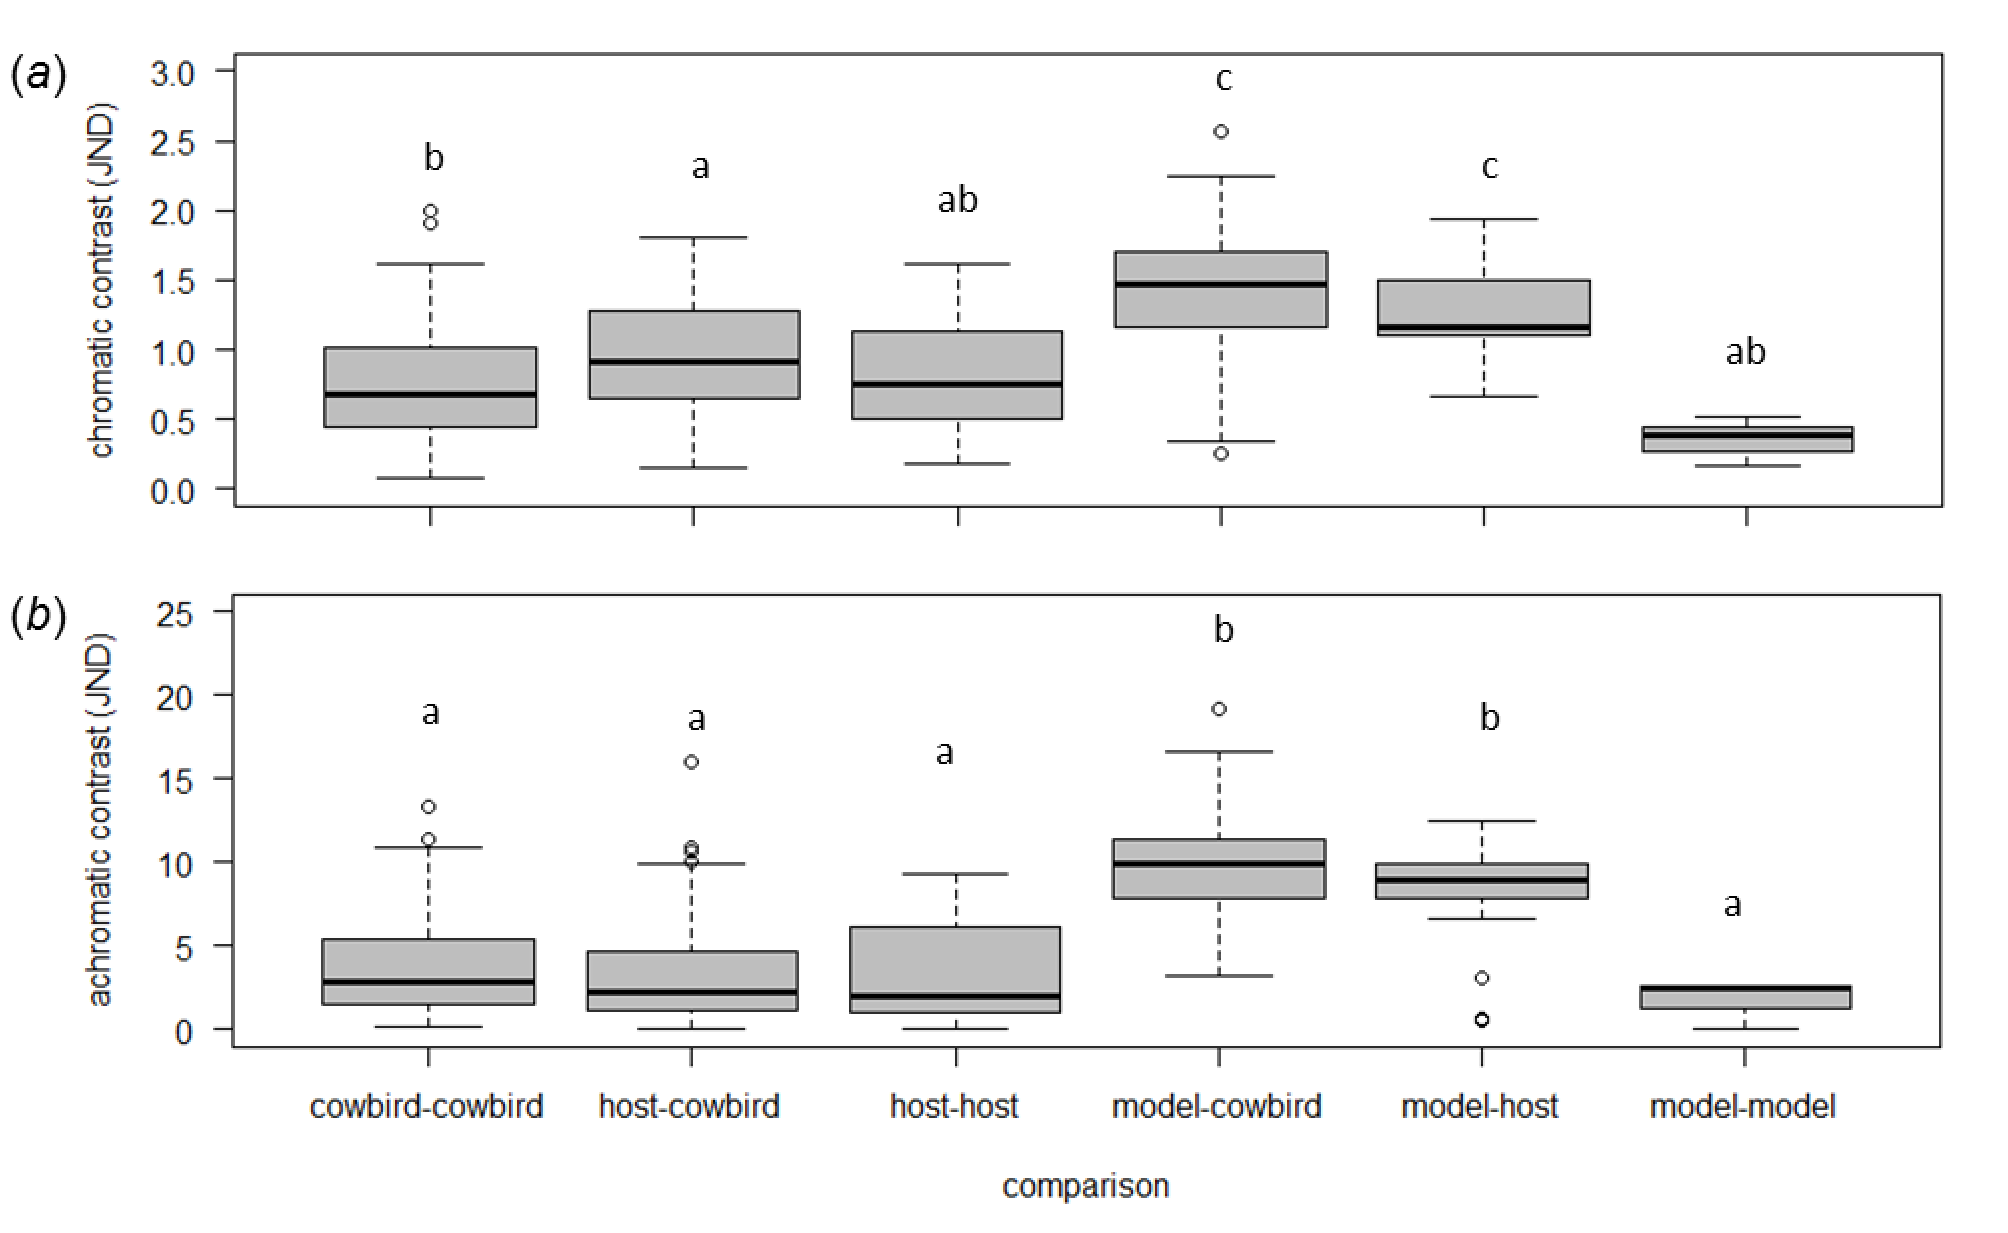 (a)
chromatic contrast (JND)
3.0
2.5
2.0
1.5
1.0
0.5
0.0
b
a
ab
c
c
ab
(b)
achromatic contrast (JND)
25
20
15
10
5
0
a
a
a
b
b
a
cowbird-cowbird host-cowbird host-host model-cowbird model-host model-model
comparison